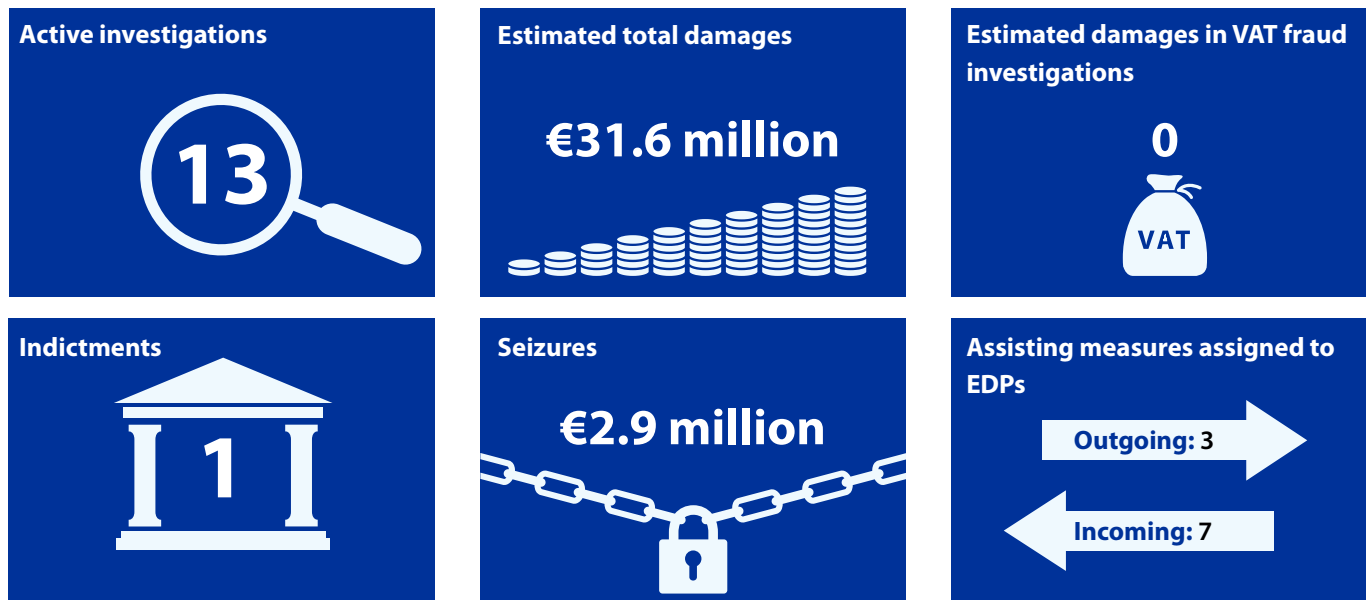 Active investigations
13
Estimated total damages
€31.6 million
Estimated damages in VAT fraud
investigations
0
VAT
Indictments
1
Seizures
€2.9 million
Assisting measures assigned to
EDPs
Outgoing: 3
Incoming: 7